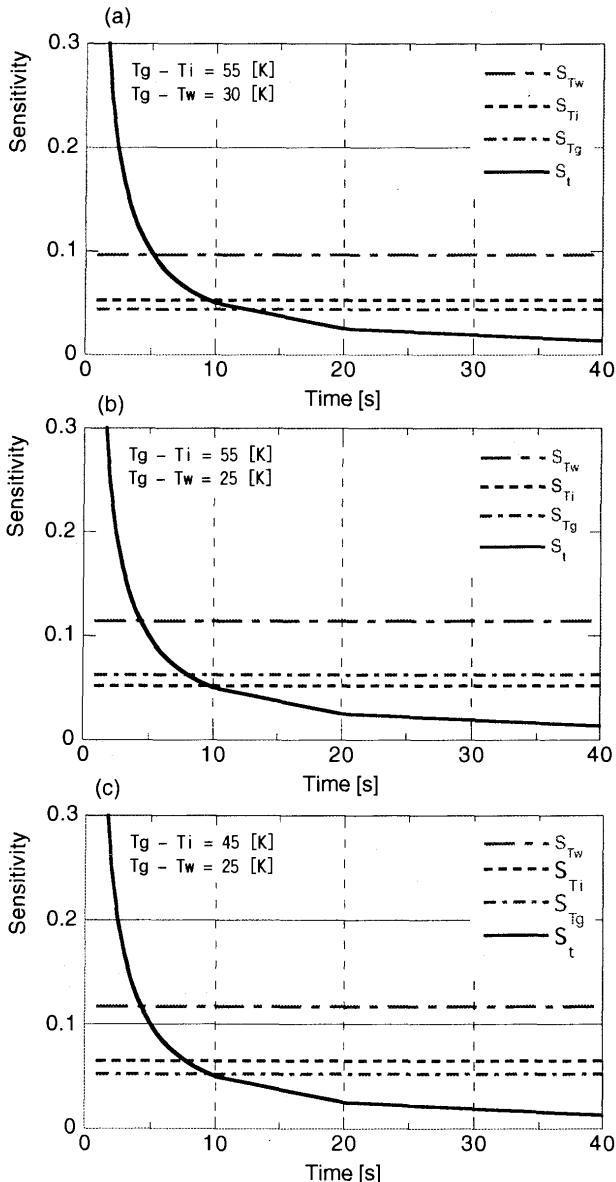 (a)
0.3
0.2
0.1
0
Sensitivity
Tg - Ti = 55 [K]
Tg - Tw = 30 [K]
S_Tw
S_Ti
S_Tg
S_t
0 10 20 30 40
Time [s]
(b)
0.3
0.2
0.1
0
Sensitivity
Tg - Ti = 55 [K]
Tg - Tw = 25 [K]
S_Tw
S_Ti
S_Tg
S_t
0 10 20 30 40
Time [s]
(c)
0.3
0.2
0.1
0
Sensitivity
Tg - Ti = 45 [K]
Tg - Tw = 25 [K]
S_Tw
S_Ti
S_Tg
S_t
0 10 20 30 40
Time [s]